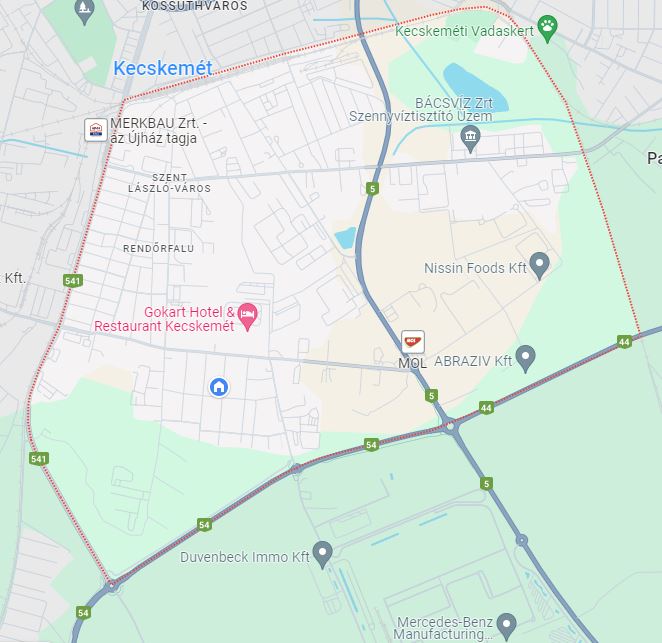 KOSSUTHVÁROS
Kecskeméti Vadaskert
Kecskemét
MERKBAU Zrt. -
az Újház tagja
BÁCSVÍZ Zrt
Szennyvíztisztító Üzem
Pa
SZENT
LÁSZLÓ-VÁROS
5
RENDŐRFALU
Nissin Foods Kft
Kft.
541
Gokart Hotel &
Restaurant Kecskemét
44
MOL
MOL
ABRAZIV Kft
5
44
54
541
5
54
Duvenbeck Immo Kft
54
Mercedes-Benz
Manufacturing...